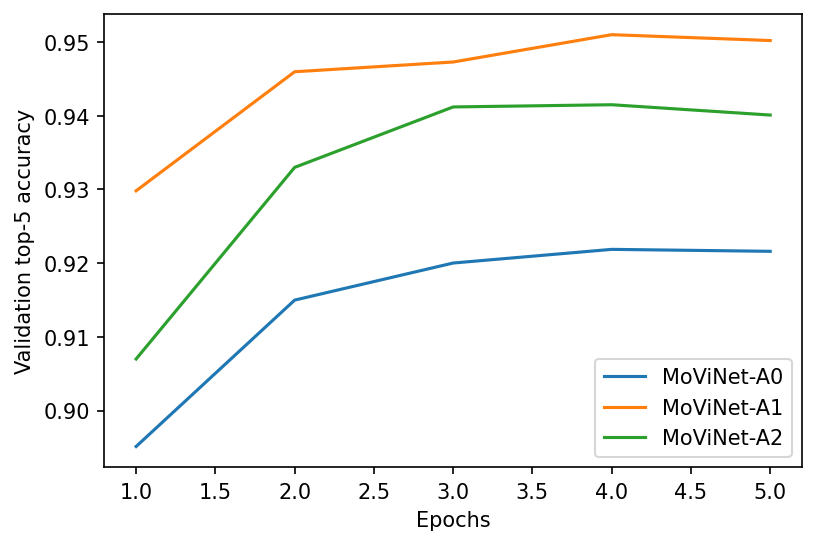 0.95
0.94
0.93
0.92
0.91
0.90
Validation top-5 accuracy
MoViNet-A0
MoViNet-A1
MoViNet-A2
1.0 1.5 2.0 2.5 3.0 3.5 4.0 4.5 5.0
Epochs